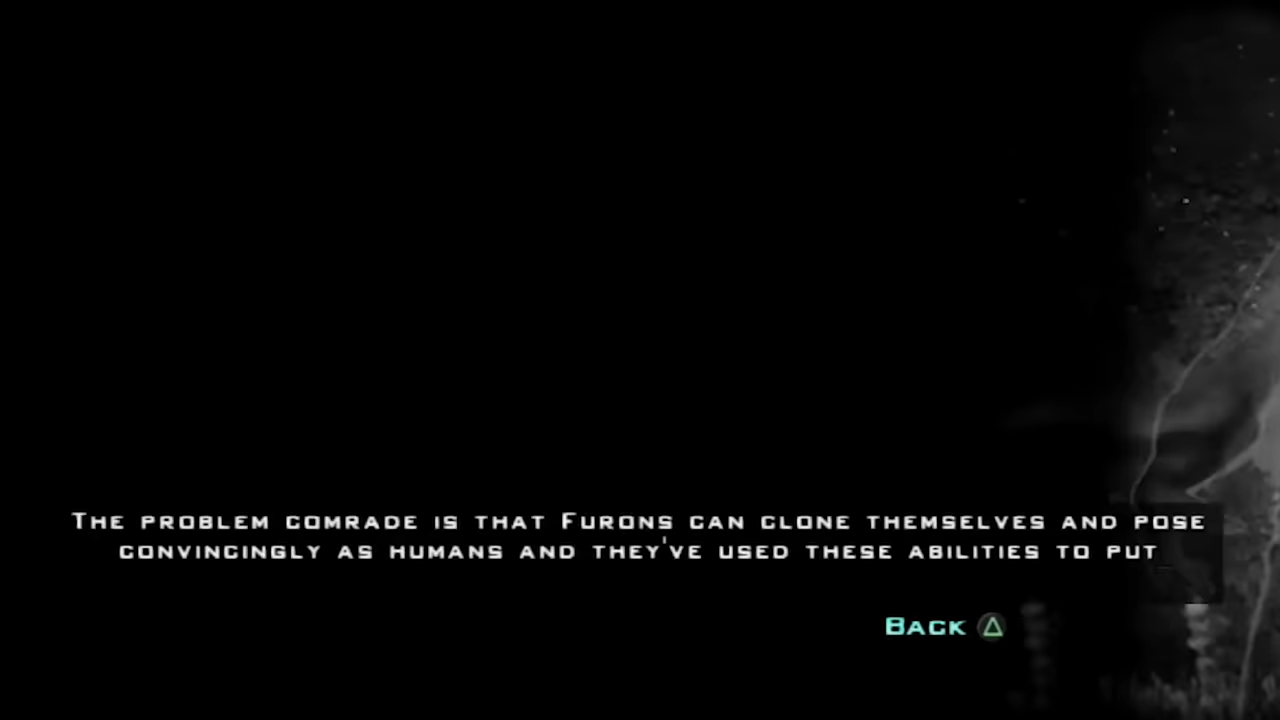 The problem comrade is that Furons can clone themselves and pose
convincingly as humans and they've used these abilities to put
Back